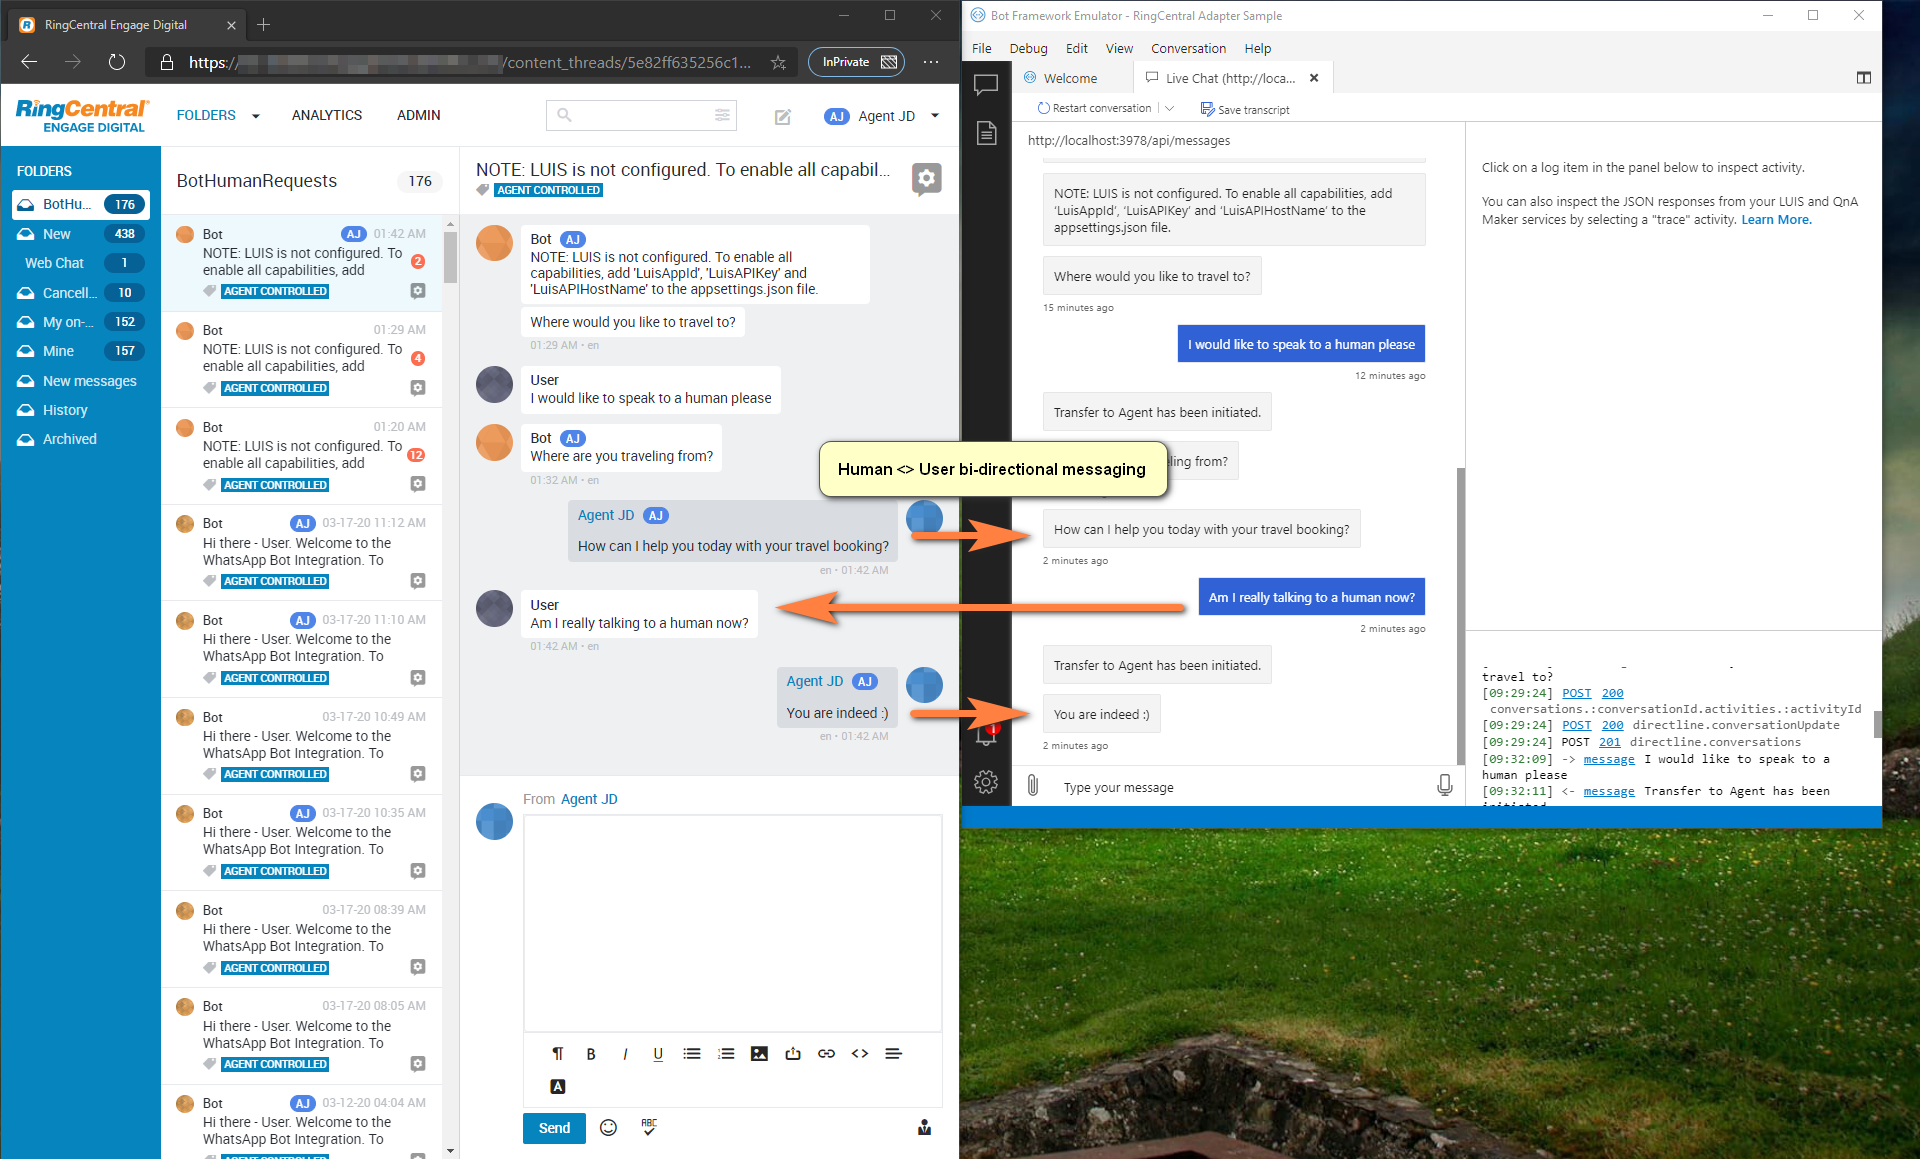 RingCentral Engage Digital
https://
/content_threads/5e82ff635256c1...
InPrivate
RingCentral
ENGAGE DIGITAL
FOLDERS
ANALYTICS
ADMIN
AJ
Agent JD
FOLDERS
BotHu... 176
New 438
Web Chat 1
Cancell... 10
My on-... 152
Mine 157
New messages
History
Archived
BotHumanRequests 176
Bot AJ 01:42 AM
NOTE: LUIS is not configured. To
enable all capabilities, add
2
AGENT CONTROLLED
Bot 01:29 AM
NOTE: LUIS is not configured. To
enable all capabilities, add
4
AGENT CONTROLLED
Bot 01:20 AM
NOTE: LUIS is not configured. To
enable all capabilities, add
12
AGENT CONTROLLED
Bot AJ 03-17-20 11:12 AM
Hi there - User. Welcome to the
WhatsApp Bot Integration. To
AGENT CONTROLLED
Bot AJ 03-17-20 11:10 AM
Hi there - User. Welcome to the
WhatsApp Bot Integration. To
AGENT CONTROLLED
Bot AJ 03-17-20 10:49 AM
Hi there - User. Welcome to the
WhatsApp Bot Integration. To
AGENT CONTROLLED
Bot AJ 03-17-20 10:35 AM
Hi there - User. Welcome to the
WhatsApp Bot Integration. To
AGENT CONTROLLED
Bot 03-17-20 08:39 AM
Hi there - User. Welcome to the
WhatsApp Bot Integration. To
AGENT CONTROLLED
Bot 03-17-20 08:05 AM
Hi there - User. Welcome to the
WhatsApp Bot Integration. To
AGENT CONTROLLED
Bot AJ 03-12-20 04:04 AM
Hi there - User. Welcome to the
WhatsApp Bot Integration. To
NOTE: LUIS is not configured. To enable all capabil...
AGENT CONTROLLED
Bot AJ
NOTE: LUIS is not configured. To enable all
capabilities, add 'LuisAppId', 'LuisAPIKey' and
'LuisAPIHostName' to the appsettings.json file.
Where would you like to travel to?
01:29 AM • en
User
I would like to speak to a human please
Bot AJ
Where are you traveling from?
01:32 AM • en
Agent JD AJ
How can I help you today with your travel booking?
en • 01:42 AM
User
Am I really talking to a human now?
01:42 AM • en
Agent JD AJ
You are indeed :)
en • 01:42 AM
From Agent JD
¶ B I U
A
Send
ABC
Human <> User bi-directional messaging
Bot Framework Emulator - RingCentral Adapter Sample
File Debug Edit View Conversation Help
Welcome
Live Chat (http://loca...
Restart conversation
Save transcript
http://localhost:3978/api/messages
NOTE: LUIS is not configured. To enable all capabilities, add
'LuisAppId', 'LuisAPIKey' and 'LuisAPIHostName' to the
appsettings.json file.
Where would you like to travel to?
15 minutes ago
I would like to speak to a human please
12 minutes ago
Transfer to Agent has been initiated.
ling from?
How can I help you today with your travel booking?
2 minutes ago
Am I really talking to a human now?
2 minutes ago
Transfer to Agent has been initiated.
You are indeed :)
2 minutes ago
Type your message
Click on a log item in the panel below to inspect activity.
You can also inspect the JSON responses from your LUIS and QnA
Maker services by selecting a "trace" activity. Learn More.
travel to?
[09:29:24] POST 200
conversations.:conversationId.activities.:activityId
[09:29:24] POST 200 directline.conversationUpdate
[09:29:24] POST 201 directline.conversations
[09:32:09] -> message I would like to speak to a
human please
[09:32:11] <- message Transfer to Agent has been